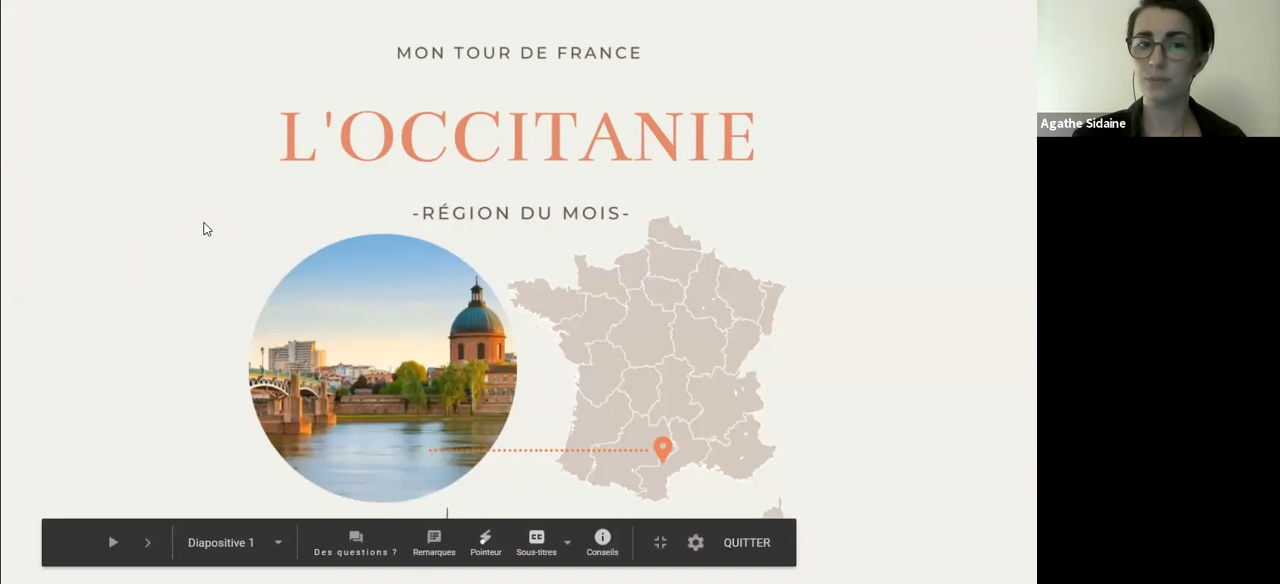 MON TOUR DE FRANCE
L'OCCITANIE
-RÉGION DU MOIS-
Agathe Sidaine
Diapositive 1
Des questions ?
Remarques
Pointeur
CC
Sous-titres
Conseils
QUITTER